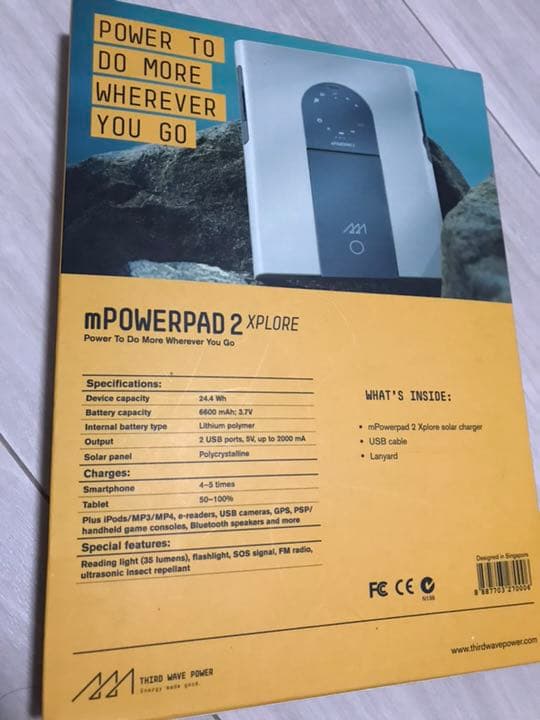 POWER TO
DO MORE
WHEREVER
YOU GO
mPOWERPAD 2 XPLORE
Power To Do More Wherever You Go
Specifications:
Device capacity 24.4 Wh
Battery capacity 6600 mAh; 3.7V
Internal battery type Lithium polymer
Output 2 USB ports, 5V, up to 2000 mA
Solar panel Polycrystalline
Charges:
Smartphone 4–5 times
Tablet 50–100%
Plus iPods/MP3/MP4, e-readers, USB cameras, GPS, PSP/
handheld game consoles, Bluetooth speakers and more
Special features:
Reading light (35 lumens), flashlight, SOS signal, FM radio,
ultrasonic insect repellant
WHAT'S INSIDE:
• mPowerpad 2 Xplore solar charger
• USB cable
• Lanyard
Designed in Singapore
FC CE
8 887703 270006
www.thirdwavepower.com
THIRD WAVE POWER
Energy made good.